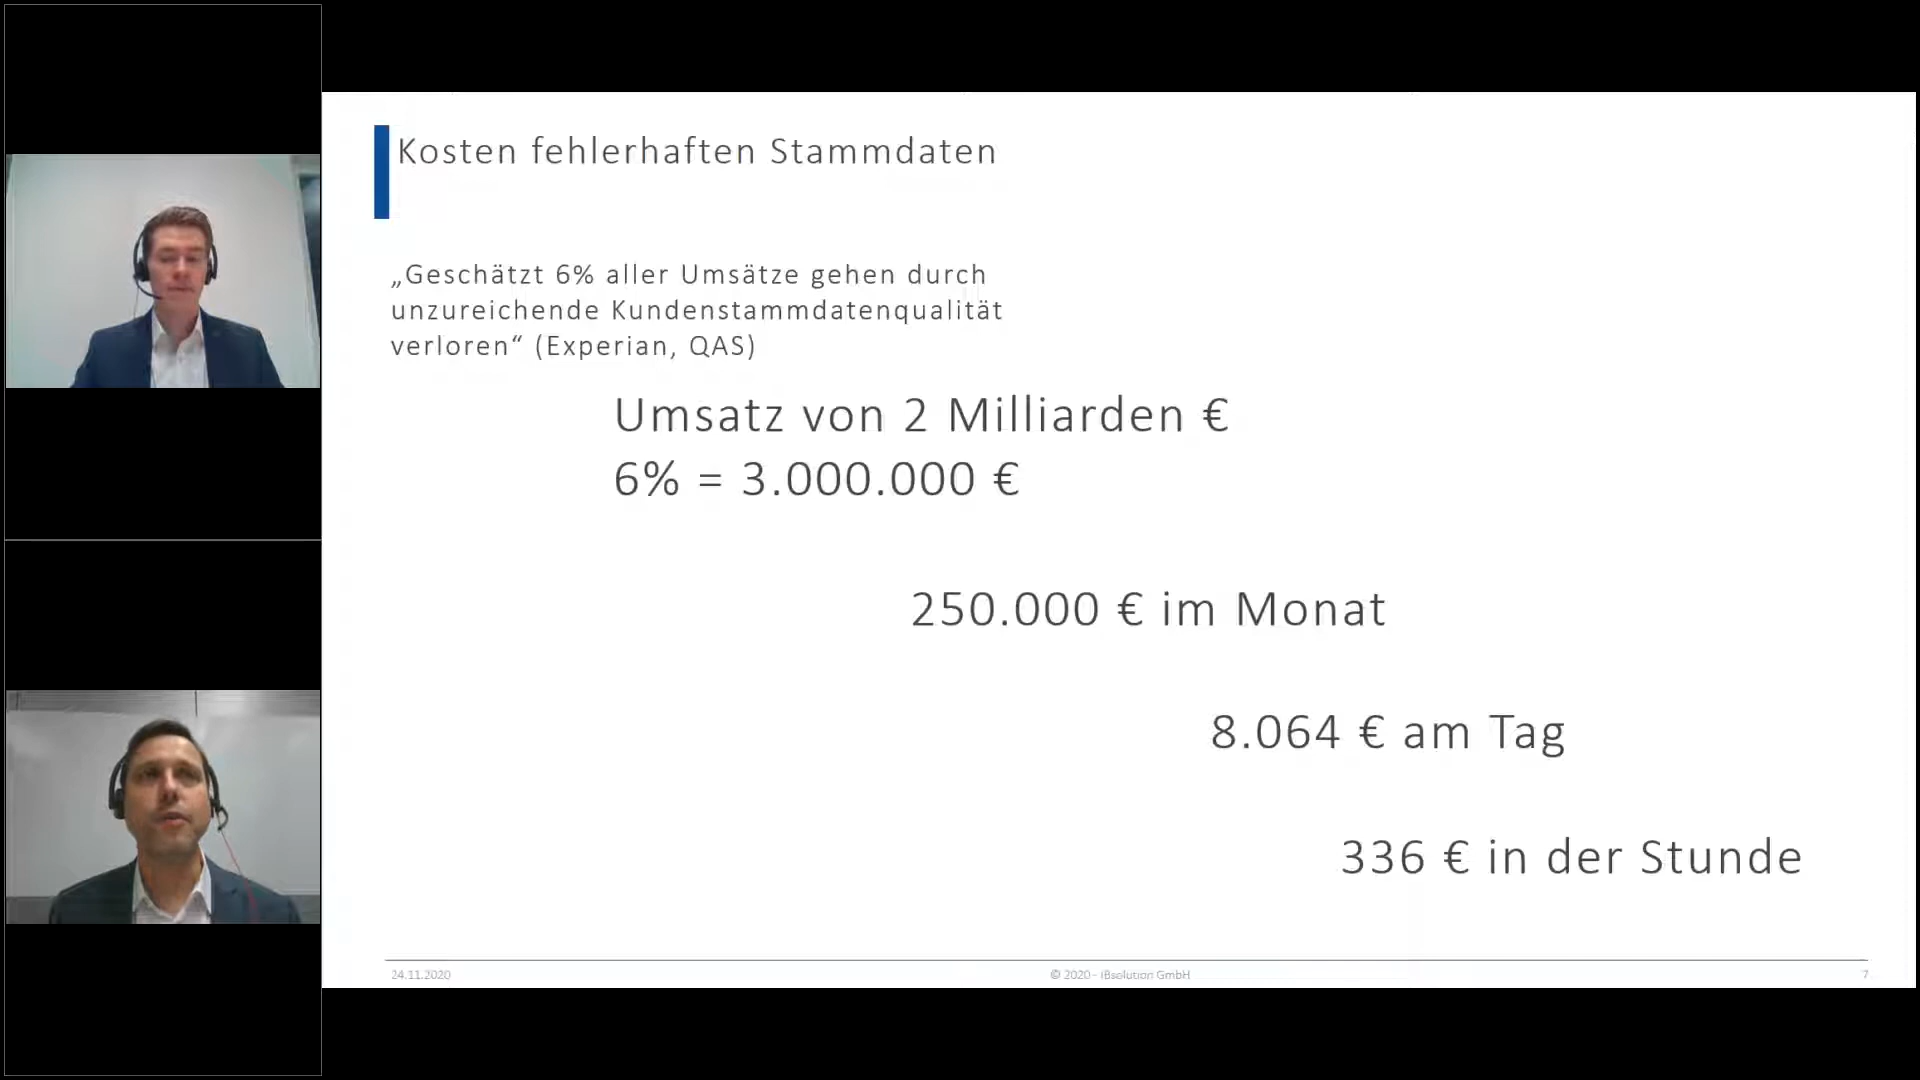 Kosten fehlerhaften Stammdaten
„Geschätzt 6% aller Umsätze gehen durch
unzureichende Kundenstammdatenqualität
verloren“ (Experian, QAS)
Umsatz von 2 Milliarden €
6% = 3.000.000 €
250.000 € im Monat
8.064 € am Tag
336 € in der Stunde
24.11.2020
© 2020 - IBsolution GmbH
7